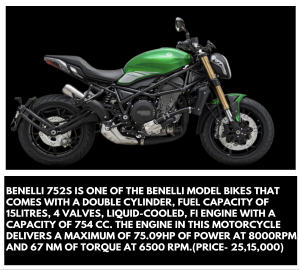 BENELLI 752S IS ONE OF THE BENELLI MODEL BIKES THAT
COMES WITH A DOUBLE CYLINDER, FUEL CAPACITY OF
15LITRES, 4 VALVES, LIQUID-COOLED, FI ENGINE WITH A
CAPACITY OF 754 CC. THE ENGINE IN THIS MOTORCYCLE
DELIVERS A MAXIMUM OF 75.09HP OF POWER AT 8000RPM
AND 67 NM OF TORQUE AT 6500 RPM.(PRICE- 25,15,000)